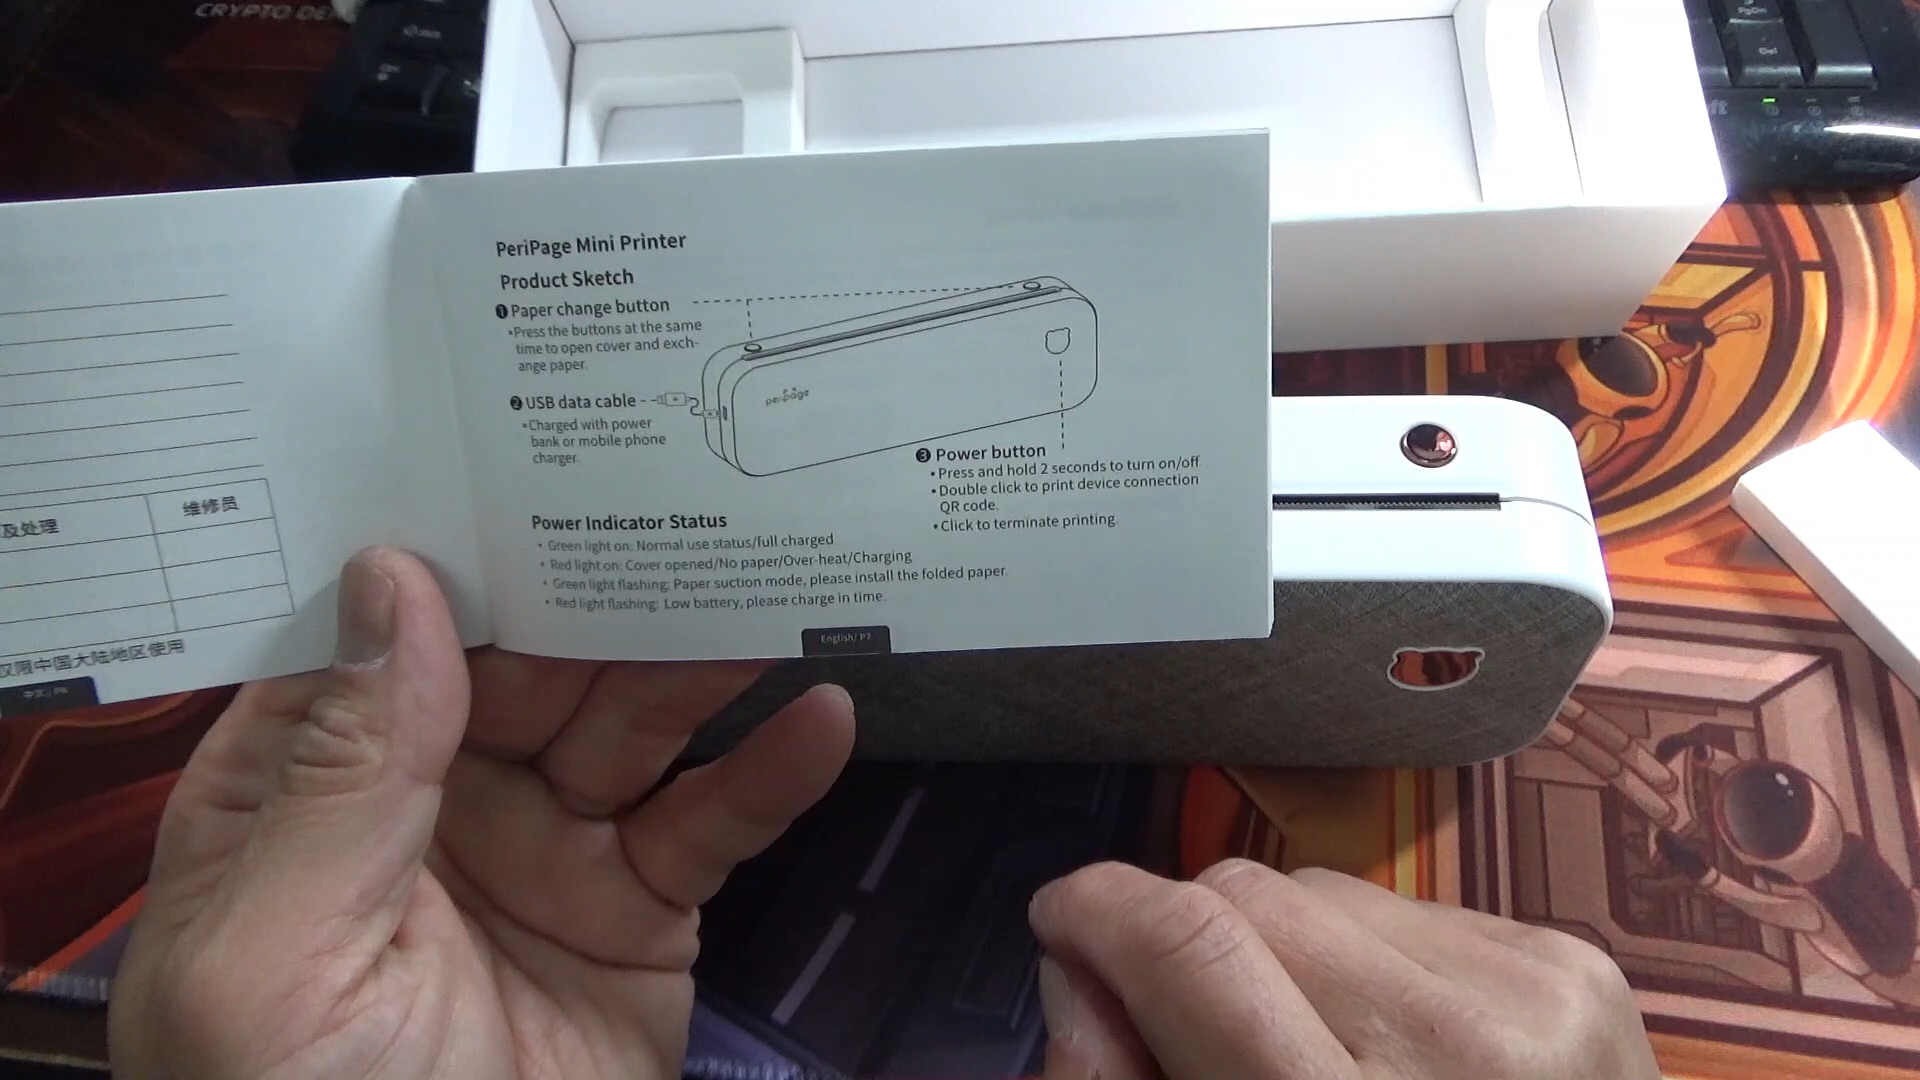 CRYPTO
PgDn
Del
PeriPage Mini Printer
Product Sketch
❶ Paper change button
•Press the buttons at the same
time to open cover and exch-
ange paper.
❷ USB data cable
•Charged with power
bank or mobile phone
charger.
peripage
❸ Power button
•Press and hold 2 seconds to turn on/off
•Double click to print device connection
QR code.
•Click to terminate printing.
Power Indicator Status
• Green light on: Normal use status/full charged
• Red light on: Cover opened/No paper/Over-heat/Charging
• Green light flashing: Paper suction mode, please install the folded paper.
• Red light flashing: Low battery, please charge in time.
English/ P7
及处理
维修员
仅限中国大陆地区使用
中文/ P6